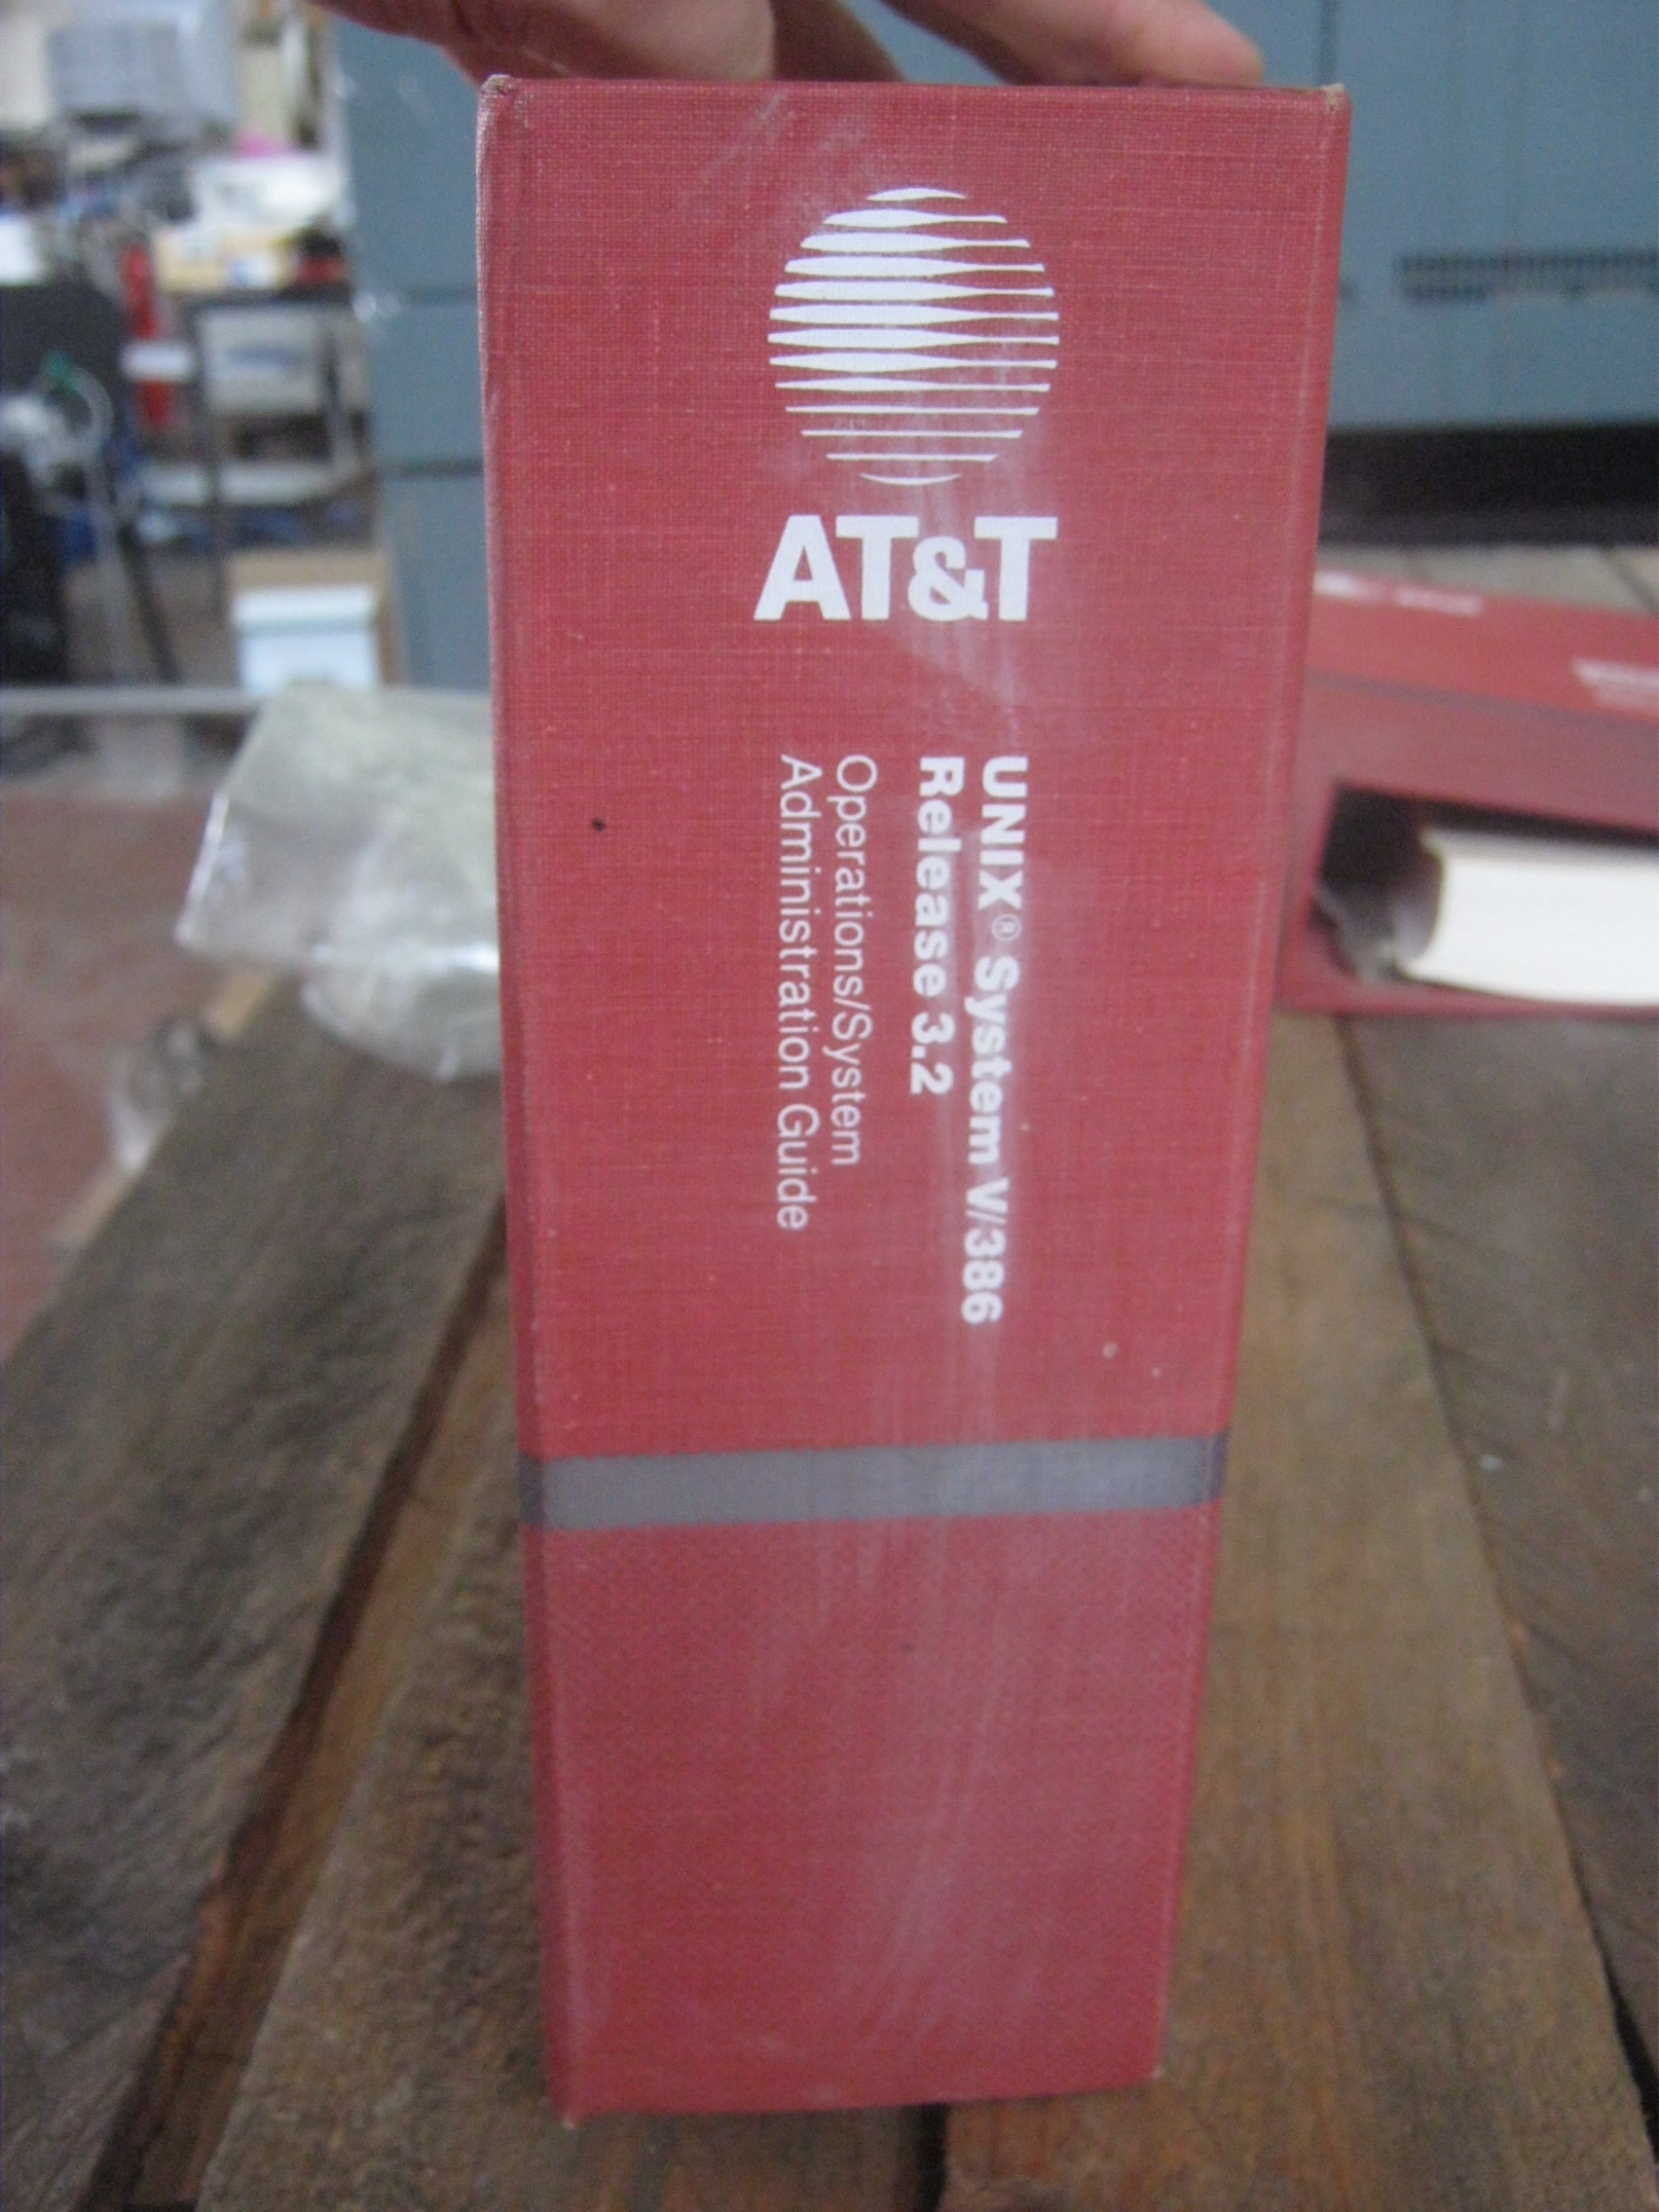 AT&T
UNIX® System V/386
Release 3.2
Operations/System
Administration Guide